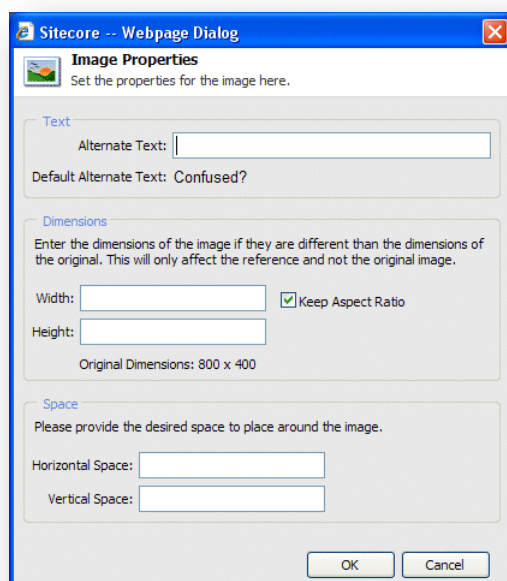 Sitecore -- Webpage Dialog
Image Properties
Set the properties for the image here.
Text
Alternate Text:
Default Alternate Text: Confused?
Dimensions
Enter the dimensions of the image if they are different than the dimensions of
the original. This will only affect the reference and not the original image.
Width:
Keep Aspect Ratio
Height:
Original Dimensions: 800 x 400
Space
Please provide the desired space to place around the image.
Horizontal Space:
Vertical Space:
OK Cancel